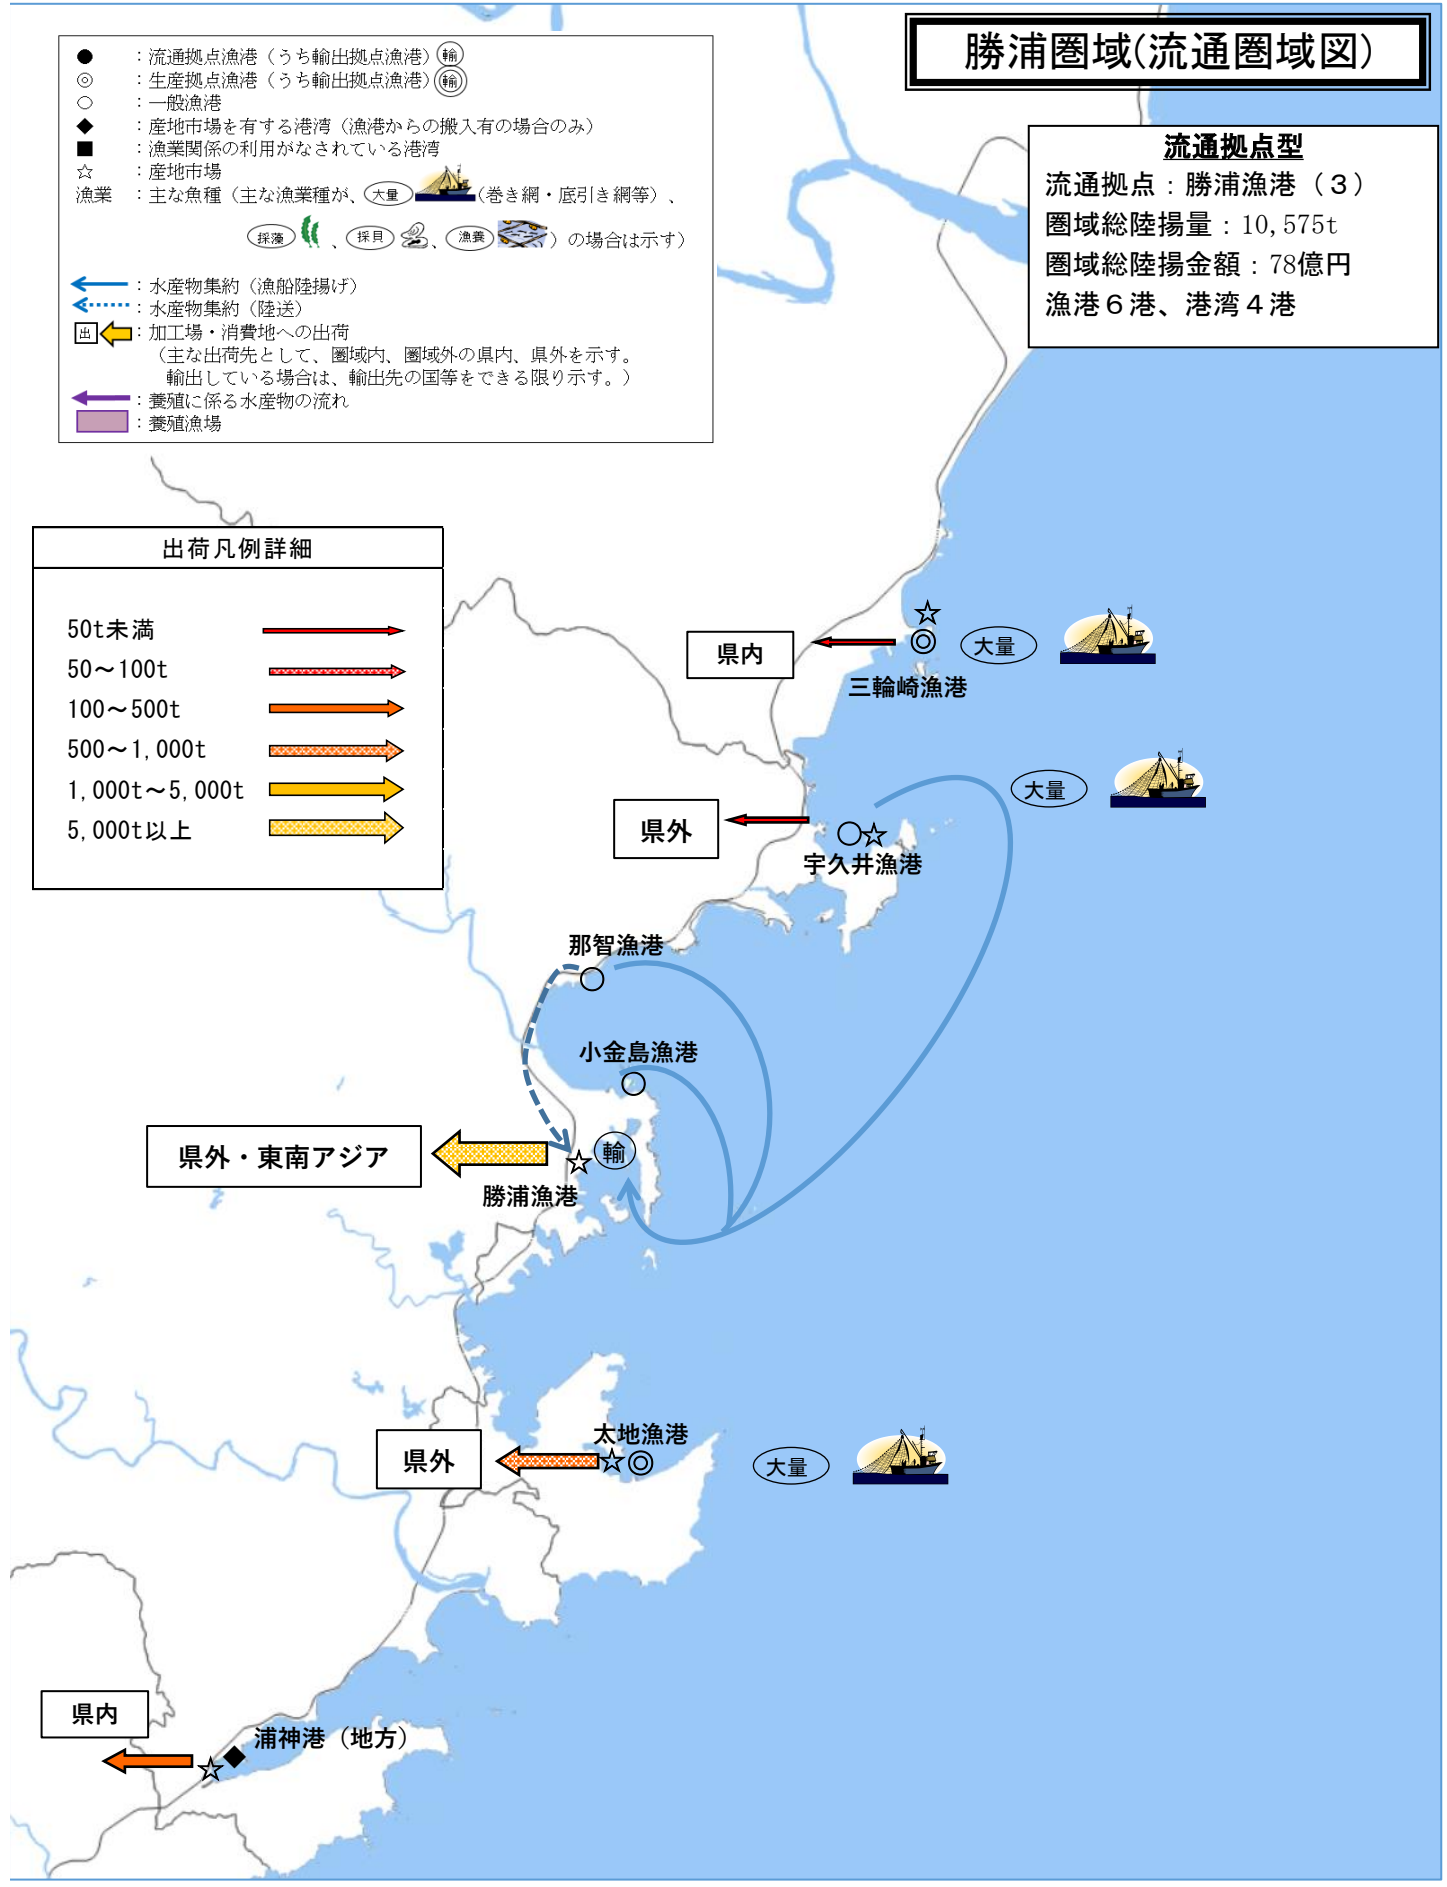 勝浦圏域(流通圏域図)
●：流通拠点漁港（うち輸出拠点漁港）輸
◎：生産拠点漁港（うち輸出拠点漁港）輸
○：一般漁港
◆：産地市場を有する港湾（漁港からの搬入有の場合のみ）
■：漁業関係の利用がなされている港湾
☆：産地市場
漁業：主な魚種（主な漁業種が、大量（巻き網・底引き網等）、
採藻、採貝、漁養）の場合は示す）
：水産物集約（漁船陸揚げ）
：水産物集約（陸送）
出：加工場・消費地への出荷
（主な出荷先として、圏域内、圏域外の県内、県外を示す。
輸出している場合は、輸出先の国等をできる限り示す。）
：養殖に係る水産物の流れ
：養殖漁場
流通拠点型
流通拠点：勝浦漁港（３）
圏域総陸揚量：10,575t
圏域総陸揚金額：78億円
漁港６港、港湾４港
出荷凡例詳細
50t未満
50～100t
100～500t
500～1,000t
1,000t～5,000t
5,000t以上
県内
大量
三輪崎漁港
大量
県外
宇久井漁港
那智漁港
小金島漁港
県外・東南アジア
輸
勝浦漁港
太地漁港
県外
大量
県内
浦神港（地方）